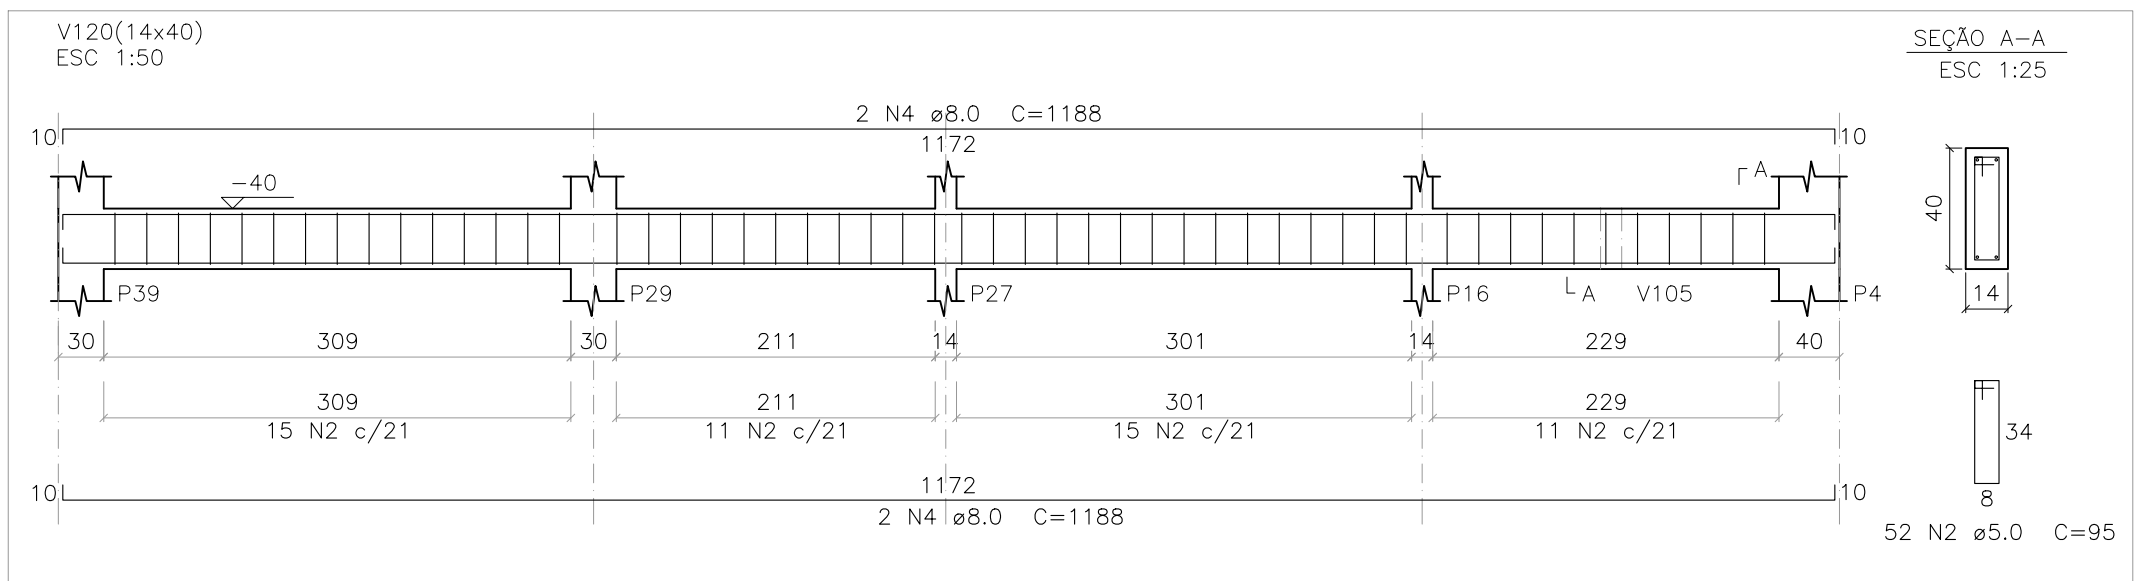 V120(14x40)
ESC 1:50
SEÇÃO A-A
ESC 1:25
2 N4 ø8.0 C=1188
10
1172
10
A
-40
40
14
P39
P29
P27
P16
A
V105
P4
30
309
30
211
14
301
14
229
40
309
211
301
229
15 N2 c/21
11 N2 c/21
15 N2 c/21
11 N2 c/21
34
8
10
1172
10
2 N4 ø8.0 C=1188
52 N2 ø5.0 C=95